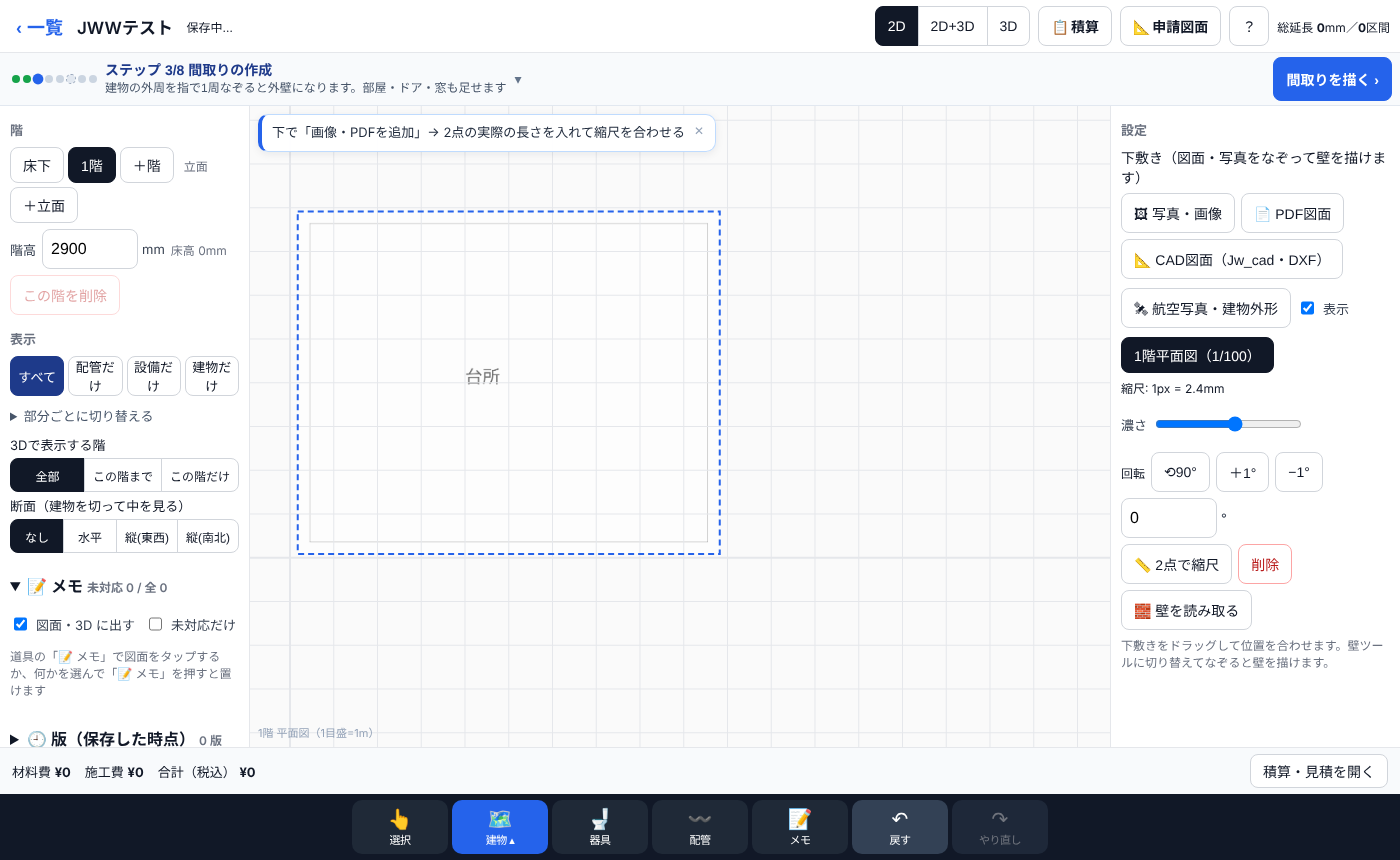 ‹ 一覧 JWWテスト 保存中...
2D 2D+3D 3D 📋積算 📐申請図面 ? 総延長 0mm／0区間
ステップ 3/8 間取りの作成
建物の外周を指で1周なぞると外壁になります。部屋・ドア・窓も足せます ▼
間取りを描く ›
階
床下 1階 ＋階 立面
＋立面
階高 2900 mm 床高 0mm
この階を削除
表示
すべて 配管だけ 設備だけ 建物だけ
▶ 部分ごとに切り替える
3Dで表示する階
全部 この階まで この階だけ
断面（建物を切って中を見る）
なし 水平 縦(東西) 縦(南北)
▼ 📝 メモ 未対応 0 / 全 0
図面・3D に出す 未対応だけ
道具の「📝 メモ」で図面をタップする
か、何かを選んで「📝 メモ」を押すと置
けます
▶ 🕘 版（保存した時点） 0 版
下で「画像・PDFを追加」→ 2点の実際の長さを入れて縮尺を合わせる ×
台所
1階 平面図（1目盛=1m）
設定
下敷き（図面・写真をなぞって壁を描けま
す）
🖼 写真・画像 📄 PDF図面
📐 CAD図面（Jw_cad・DXF）
🛰 航空写真・建物外形 表示
1階平面図（1/100）
縮尺: 1px = 2.4mm
濃さ
回転 ⟲90° ＋1° −1°
0 °
📏 2点で縮尺 削除
🧱 壁を読み取る
下敷きをドラッグして位置を合わせます。壁ツー
ルに切り替えてなぞると壁を描けます。
材料費 ¥0 施工費 ¥0 合計（税込） ¥0
積算・見積を開く
選択 建物▲ 器具 配管 メモ 戻す やり直し